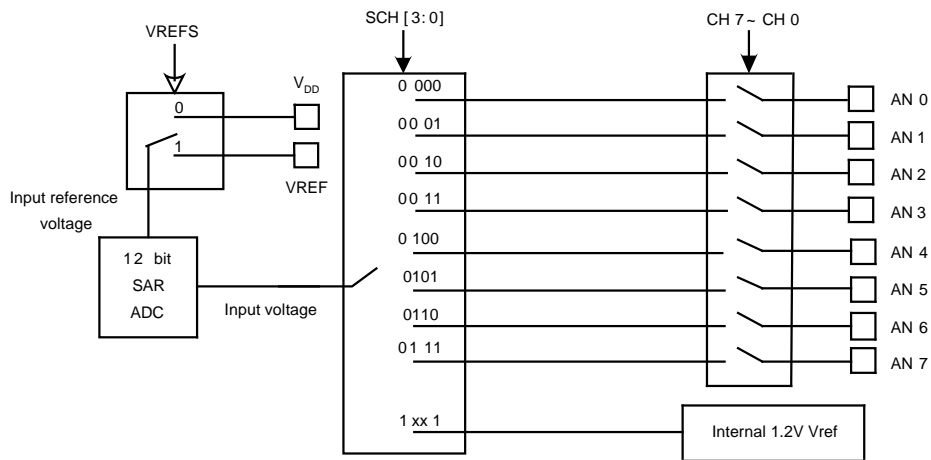 VREFS
SCH [ 3: 0 ]
CH 7 ~ CH 0
VDD
0
1
VREF
Input reference
voltage
12 bit
SAR
ADC
Input voltage
0 000
00 01
00 10
00 11
0 100
0101
0110
01 11
1 xx 1
AN 0
AN 1
AN 2
AN 3
AN 4
AN 5
AN 6
AN 7
Internal 1.2V Vref